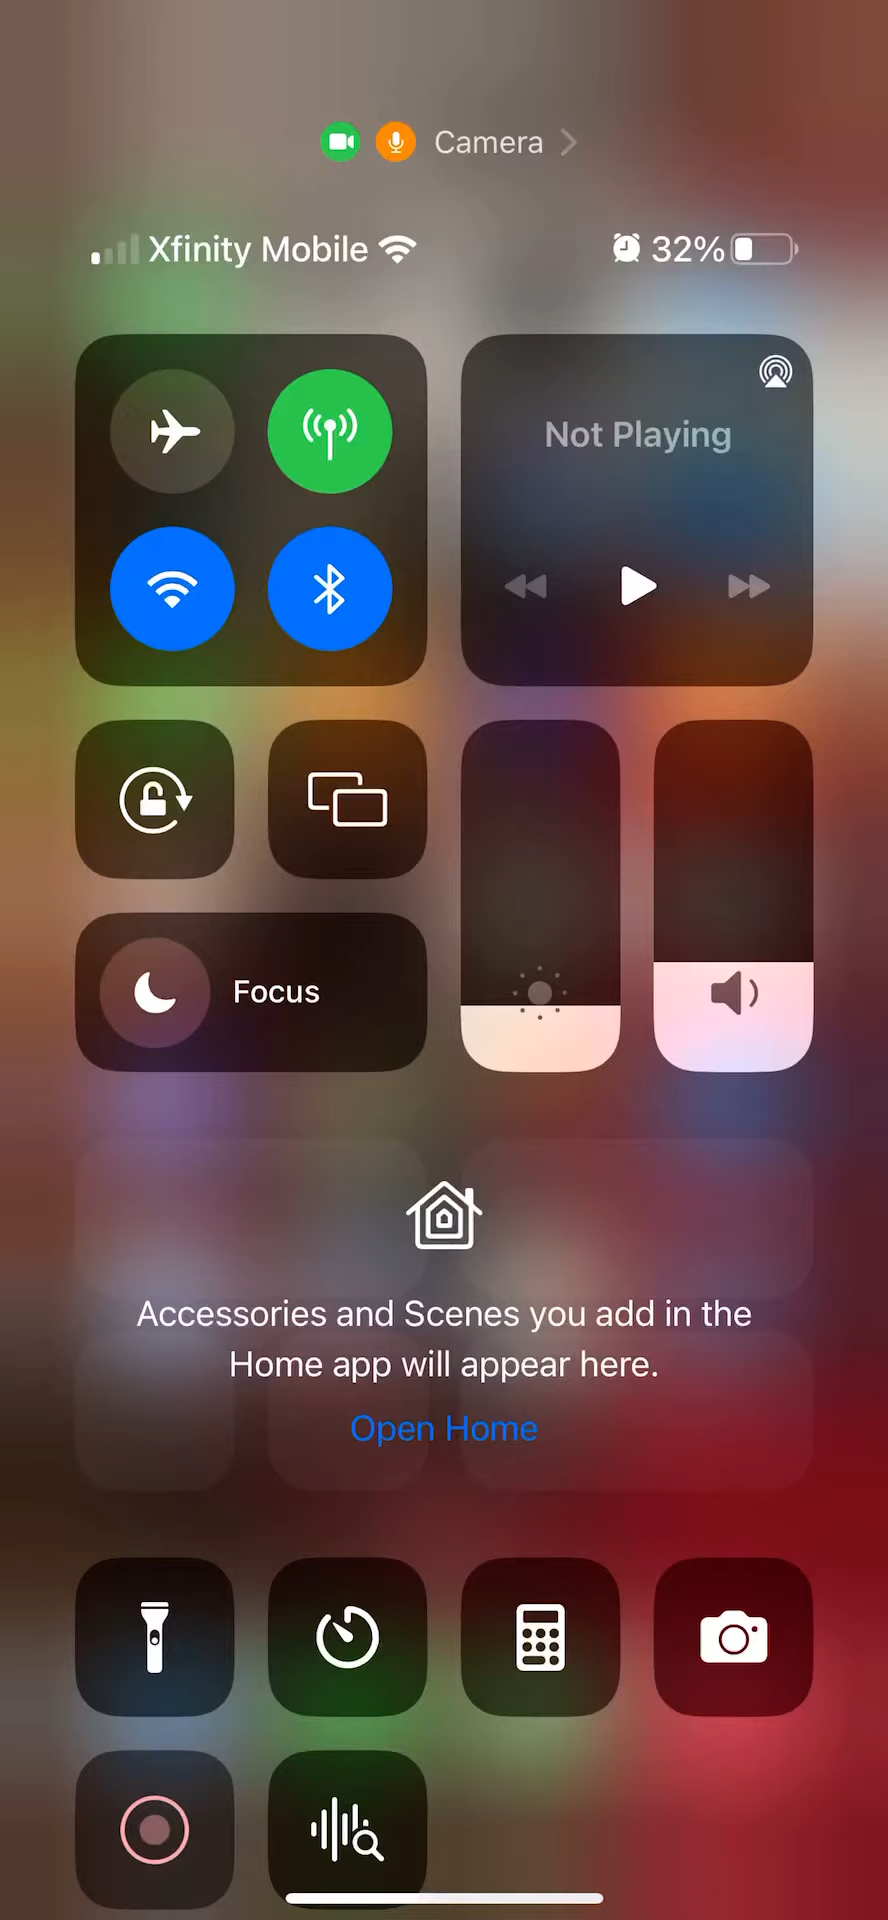 Camera
Xfinity Mobile 32%
Not Playing
Focus
Accessories and Scenes you add in the
Home app will appear here.
Open Home